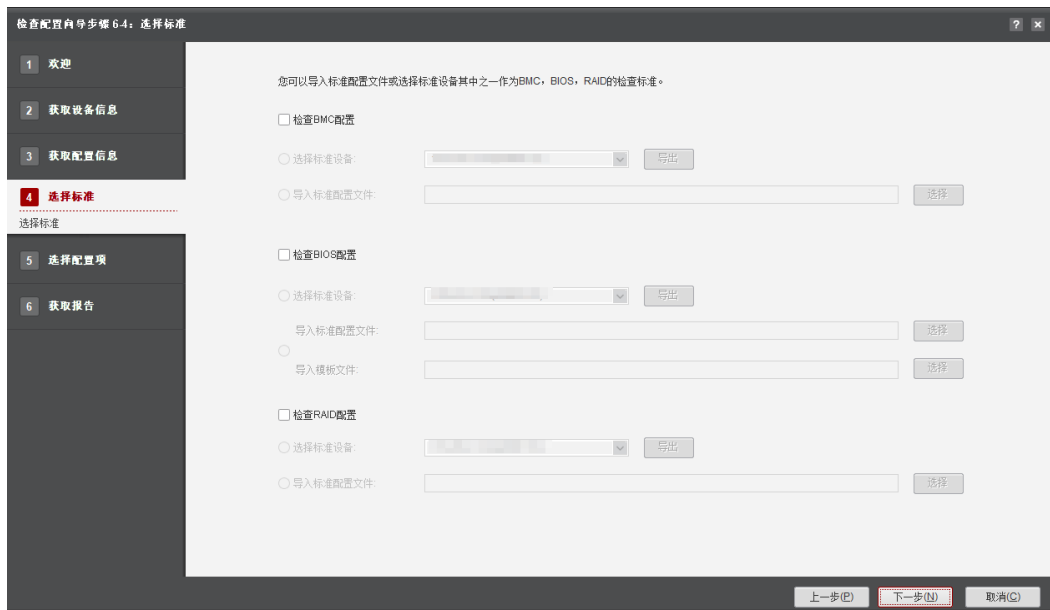 检查配置向导步骤 6-4：选择标准
? ×
1 欢迎
2 获取设备信息
3 获取配置信息
4 选择标准
选择标准
5 选择配置项
6 获取报告
您可以导入标准配置文件或选择标准设备其中之一作为BMC，BIOS，RAID的检查标准。
检查BMC配置
选择标准设备: 导出
导入标准配置文件: 选择
检查BIOS配置
选择标准设备: 导出
导入标准配置文件: 选择
导入模板文件: 选择
检查RAID配置
选择标准设备: 导出
导入标准配置文件: 选择
上一步(P) 下一步(N) 取消(C)